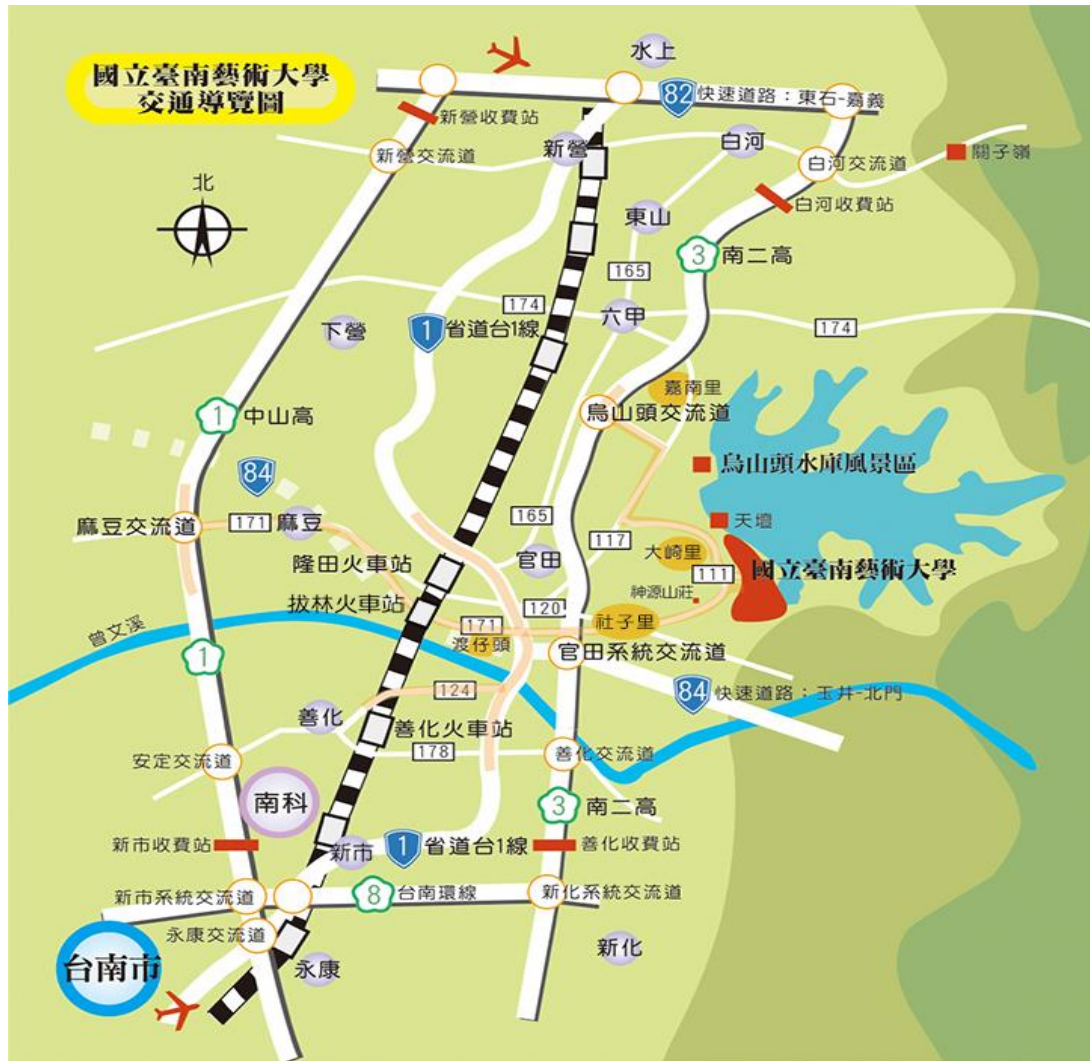 國立臺南藝術大學
交通導覽圖
水上
82
快速道路：東石-嘉義
新營收費站
新營
白河
新營交流道
白河交流道
關子嶺
北
白河收費站
東山
3
南二高
165
174
六甲
174
下營
1
省道台1線
嘉南里
1
中山高
烏山頭交流道
84
烏山頭水庫風景區
171
麻豆
麻豆交流道
165
天壇
117
大崎里
隆田火車站
官田
111
國立臺南藝術大學
神源山莊
拔林火車站
120
171
社子里
曾文溪
渡仔頭
官田系統交流道
1
124
84
快速道路：玉井-北門
善化
善化火車站
178
安定交流道
善化交流道
南科
3
南二高
新市收費站
新市
1
省道台1線
善化收費站
新市系統交流道
8
台南環線
新化系統交流道
永康交流道
新化
台南市
永康